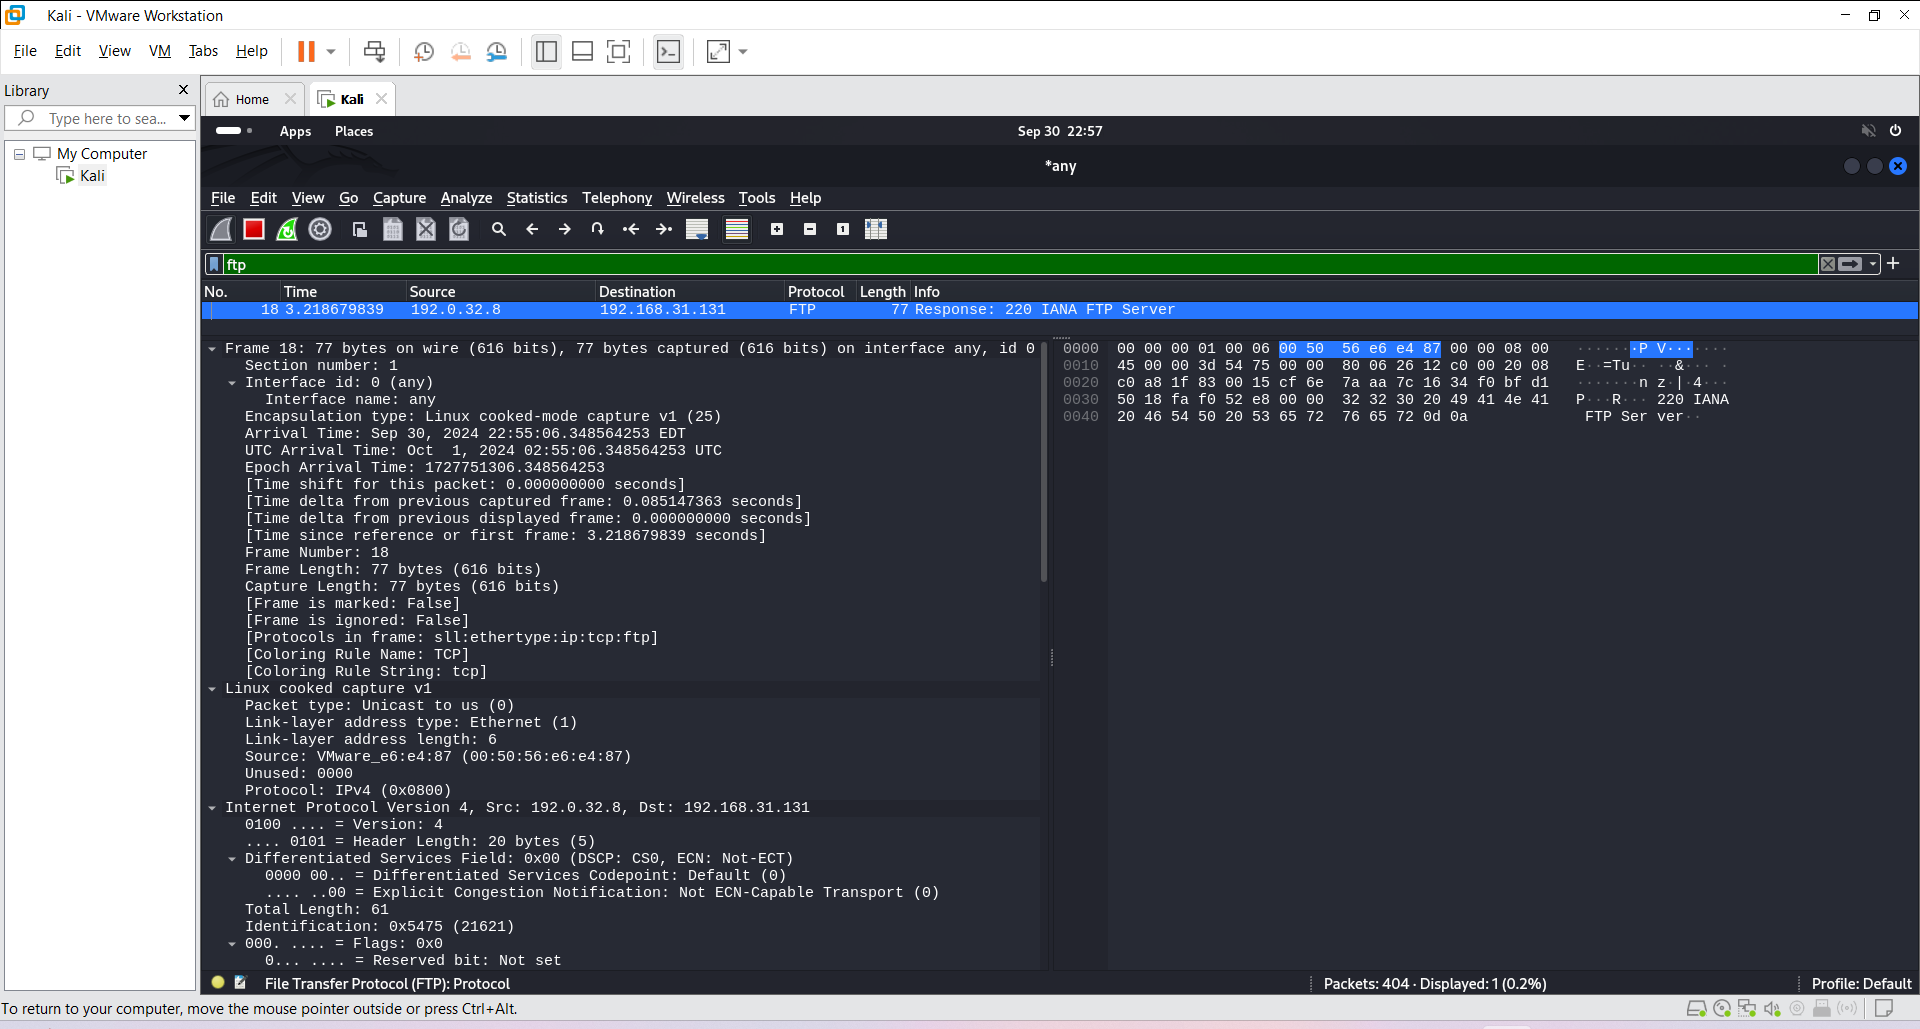 Kali - VMware Workstation
File Edit View VM Tabs Help
Library
Type here to sea...
My Computer
Kali
Home
Kali
Apps Places
Sep 30 22:57
*any
File Edit View Go Capture Analyze Statistics Telephony Wireless Tools Help
ftp
No. Time Source Destination Protocol Length Info
18 3.218679839 192.0.32.8 192.168.31.131 FTP 77 Response: 220 IANA FTP Server
Frame 18: 77 bytes on wire (616 bits), 77 bytes captured (616 bits) on interface any, id 0
Section number: 1
Interface id: 0 (any)
Interface name: any
Encapsulation type: Linux cooked-mode capture v1 (25)
Arrival Time: Sep 30, 2024 22:55:06.348564253 EDT
UTC Arrival Time: Oct  1, 2024 02:55:06.348564253 UTC
Epoch Arrival Time: 1727751306.348564253
[Time shift for this packet: 0.000000000 seconds]
[Time delta from previous captured frame: 0.085147363 seconds]
[Time delta from previous displayed frame: 0.000000000 seconds]
[Time since reference or first frame: 3.218679839 seconds]
Frame Number: 18
Frame Length: 77 bytes (616 bits)
Capture Length: 77 bytes (616 bits)
[Frame is marked: False]
[Frame is ignored: False]
[Protocols in frame: sll:ethertype:ip:tcp:ftp]
[Coloring Rule Name: TCP]
[Coloring Rule String: tcp]
Linux cooked capture v1
Packet type: Unicast to us (0)
Link-layer address type: Ethernet (1)
Link-layer address length: 6
Source: VMware_e6:e4:87 (00:50:56:e6:e4:87)
Unused: 0000
Protocol: IPv4 (0x0800)
Internet Protocol Version 4, Src: 192.0.32.8, Dst: 192.168.31.131
0100 .... = Version: 4
.... 0101 = Header Length: 20 bytes (5)
Differentiated Services Field: 0x00 (DSCP: CS0, ECN: Not-ECT)
0000 00.. = Differentiated Services Codepoint: Default (0)
.... ..00 = Explicit Congestion Notification: Not ECN-Capable Transport (0)
Total Length: 61
Identification: 0x5475 (21621)
000. .... = Flags: 0x0
0... .... = Reserved bit: Not set
0000 00 00 00 01 00 06 00 50 56 e6 e4 87 00 00 08 00 ·······P V·······
0010 45 00 00 3d 54 75 00 00 80 06 26 12 c0 00 20 08 E··=Tu·· ··&··· ·
0020 c0 a8 1f 83 00 15 cf 6e 7a aa 7c 16 34 f0 bf d1 ·······n z·|·4···
0030 50 18 fa f0 52 e8 00 00 32 32 30 20 49 41 4e 41 P···R··· 220 IANA
0040 20 46 54 50 20 53 65 72 76 65 72 0d 0a FTP Ser ver··
File Transfer Protocol (FTP): Protocol
Packets: 404 · Displayed: 1 (0.2%)
Profile: Default
To return to your computer, move the mouse pointer outside or press Ctrl+Alt.